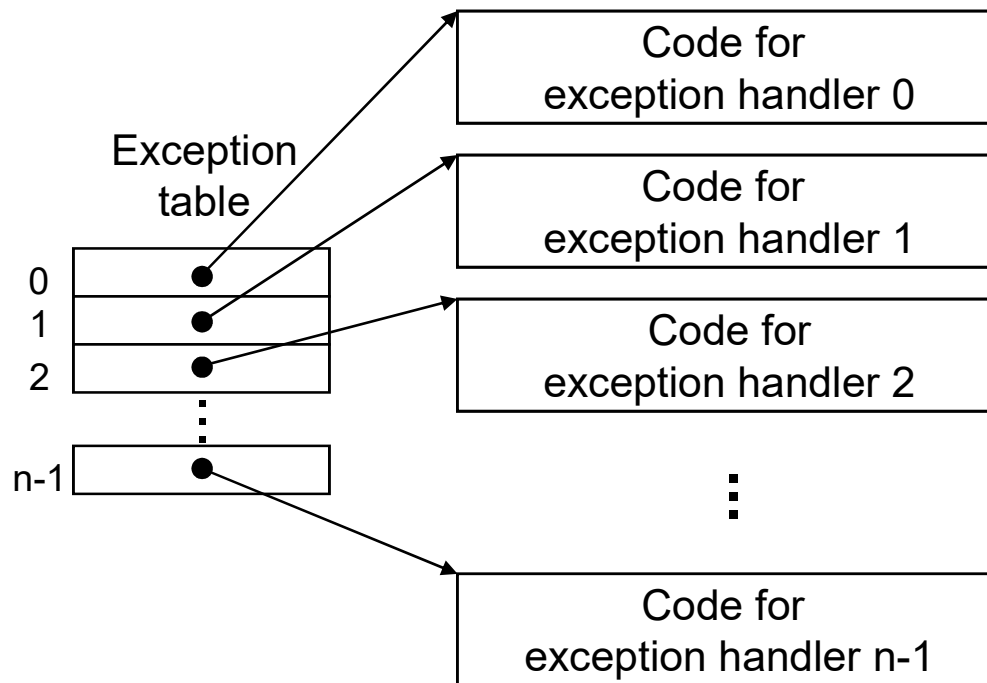 Code for
exception handler 0
Exception
table
Code for
exception handler 1
0
1
2
Code for
exception handler 2
n-1
Code for
exception handler n-1